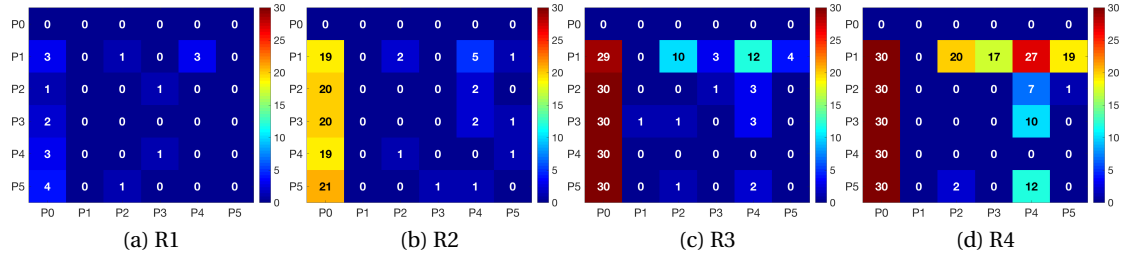 P0 0 0 0 0 0 0
P1 3 0 1 0 3 0
P2 1 0 0 1 0 0
P3 2 0 0 0 0 0
P4 3 0 0 1 0 0
P5 4 0 1 0 0 0
P0 P1 P2 P3 P4 P5
30
25
20
15
10
5
0
(a) R1
P0 0 0 0 0 0 0
P1 19 0 2 0 5 1
P2 20 0 0 0 2 0
P3 20 0 0 0 2 1
P4 19 0 1 0 0 1
P5 21 0 0 1 1 0
P0 P1 P2 P3 P4 P5
30
25
20
15
10
5
0
(b) R2
P0 0 0 0 0 0 0
P1 29 0 10 3 12 4
P2 30 0 0 1 3 0
P3 30 1 1 0 3 0
P4 30 0 0 0 0 0
P5 30 0 1 0 2 0
P0 P1 P2 P3 P4 P5
30
25
20
15
10
5
0
(c) R3
P0 0 0 0 0 0 0
P1 30 0 20 17 27 19
P2 30 0 0 0 7 1
P3 30 0 0 0 10 0
P4 30 0 0 0 0 0
P5 30 0 2 0 12 0
P0 P1 P2 P3 P4 P5
30
25
20
15
10
5
0
(d) R4